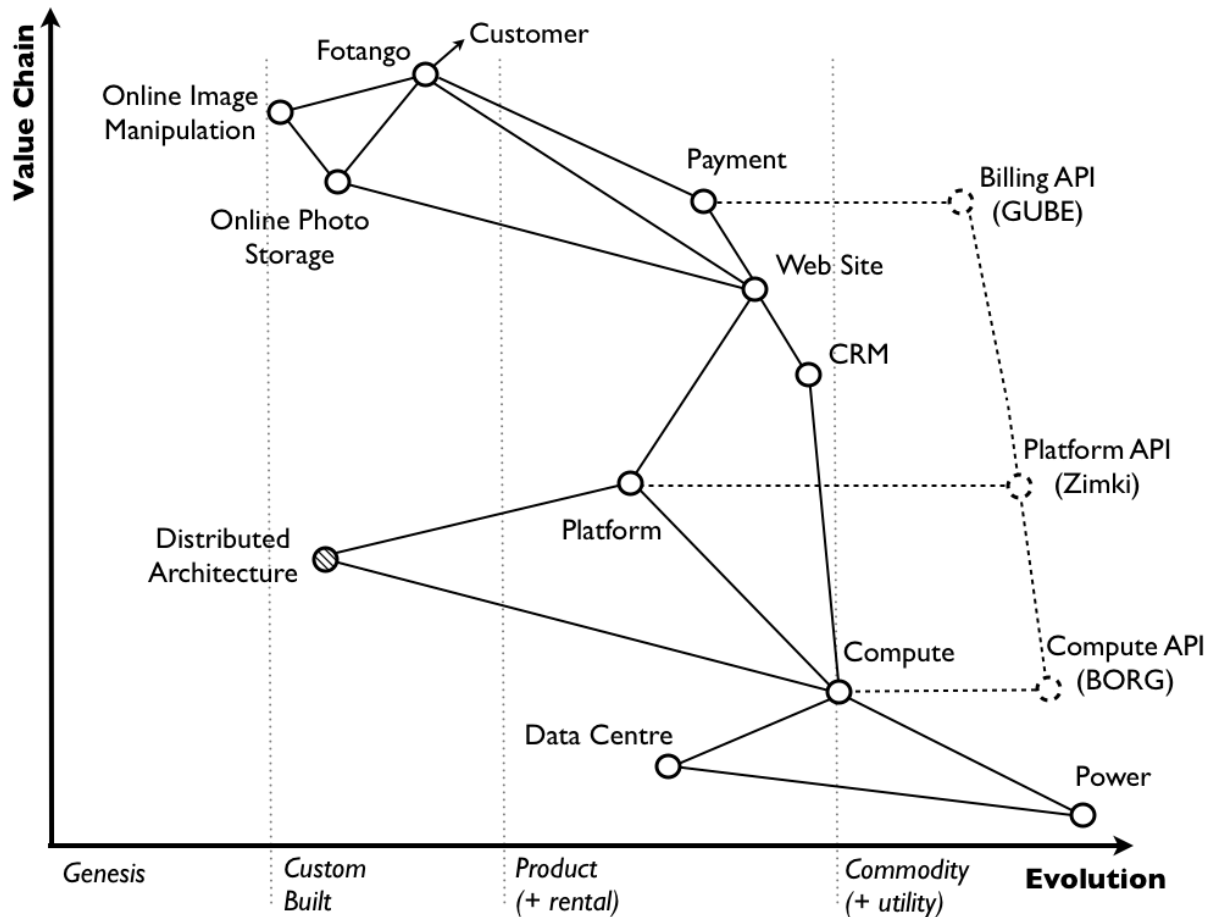 Value Chain
Customer
Fotango
Online Image
Manipulation
Payment
Billing API
(GUBE)
Online Photo
Storage
Web Site
CRM
Platform API
(Zimki)
Platform
Distributed
Architecture
Compute
Compute API
(BORG)
Data Centre
Power
Genesis
Custom
Built
Product
(+ rental)
Commodity
(+ utility)
Evolution